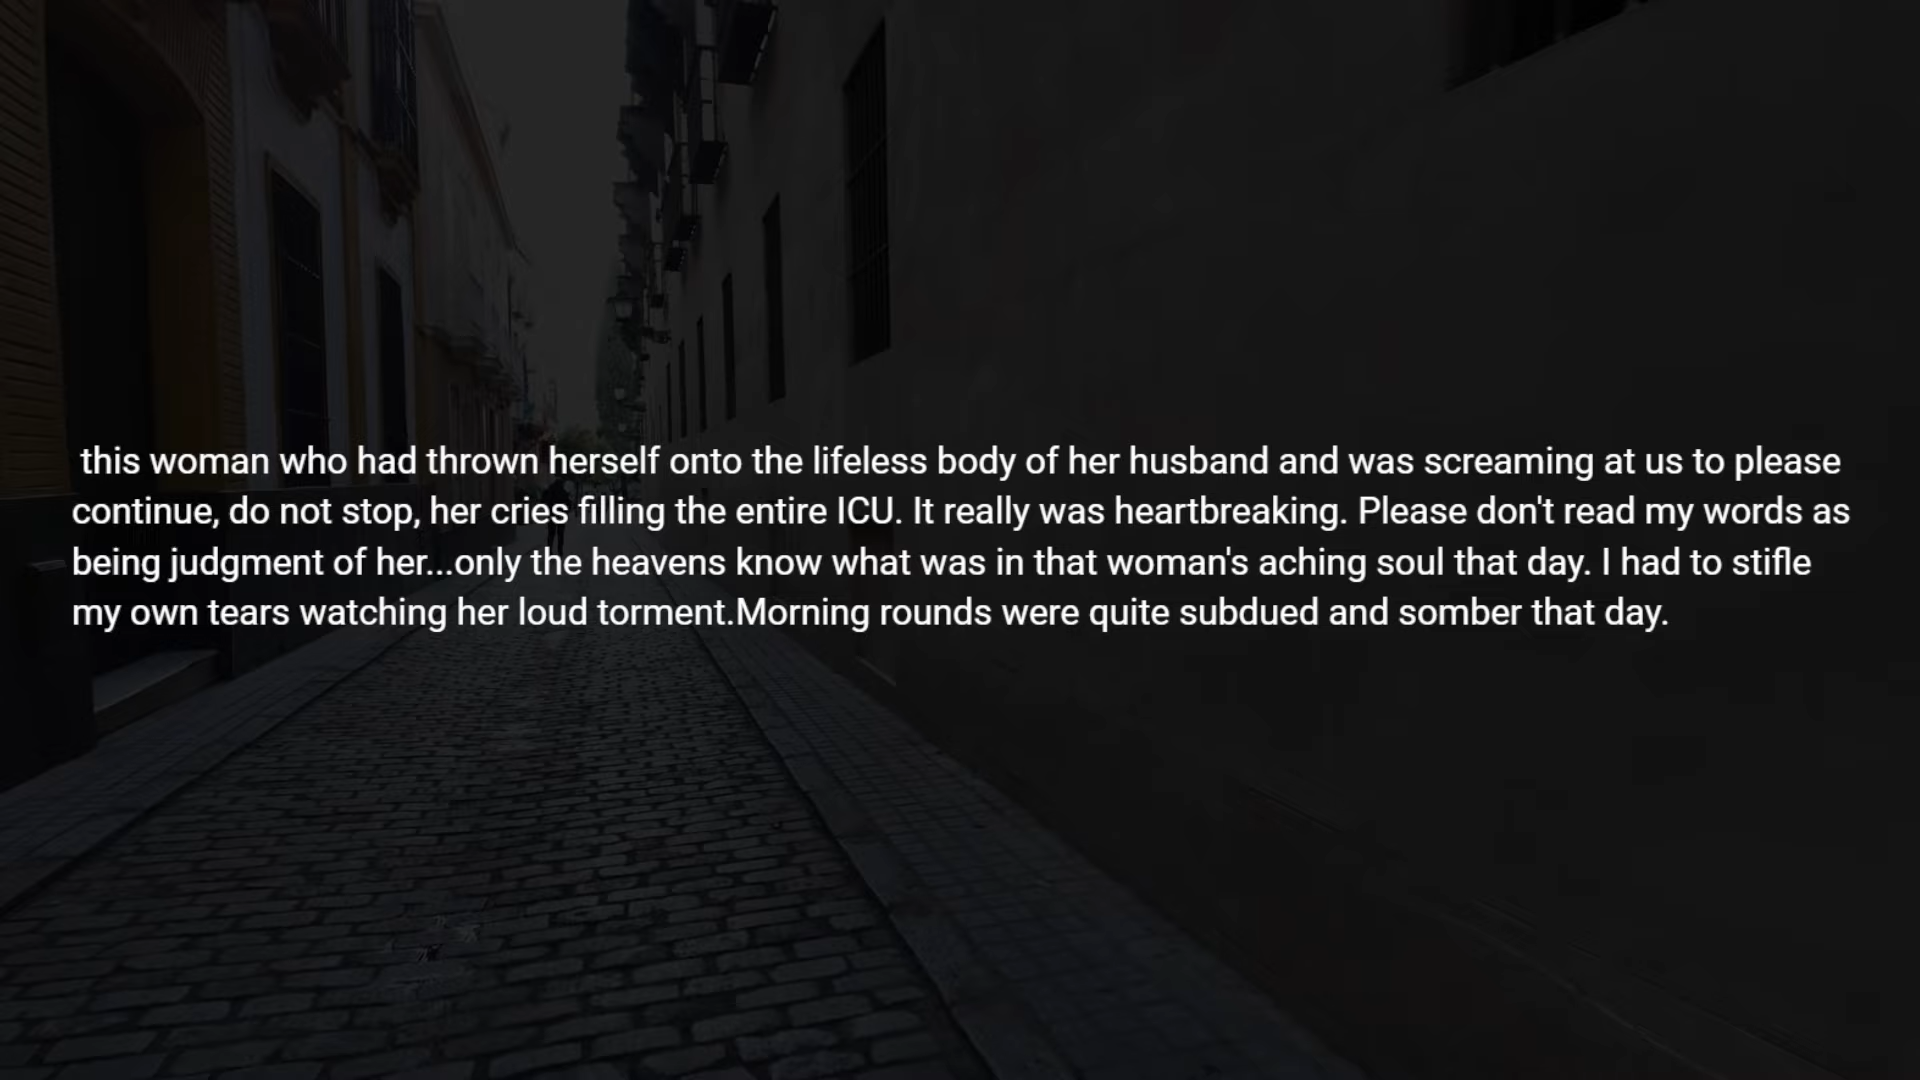 this woman who had thrown herself onto the lifeless body of her husband and was screaming at us to please
continue, do not stop, her cries filling the entire ICU. It really was heartbreaking. Please don't read my words as
being judgment of her...only the heavens know what was in that woman's aching soul that day. I had to stifle
my own tears watching her loud torment.Morning rounds were quite subdued and somber that day.